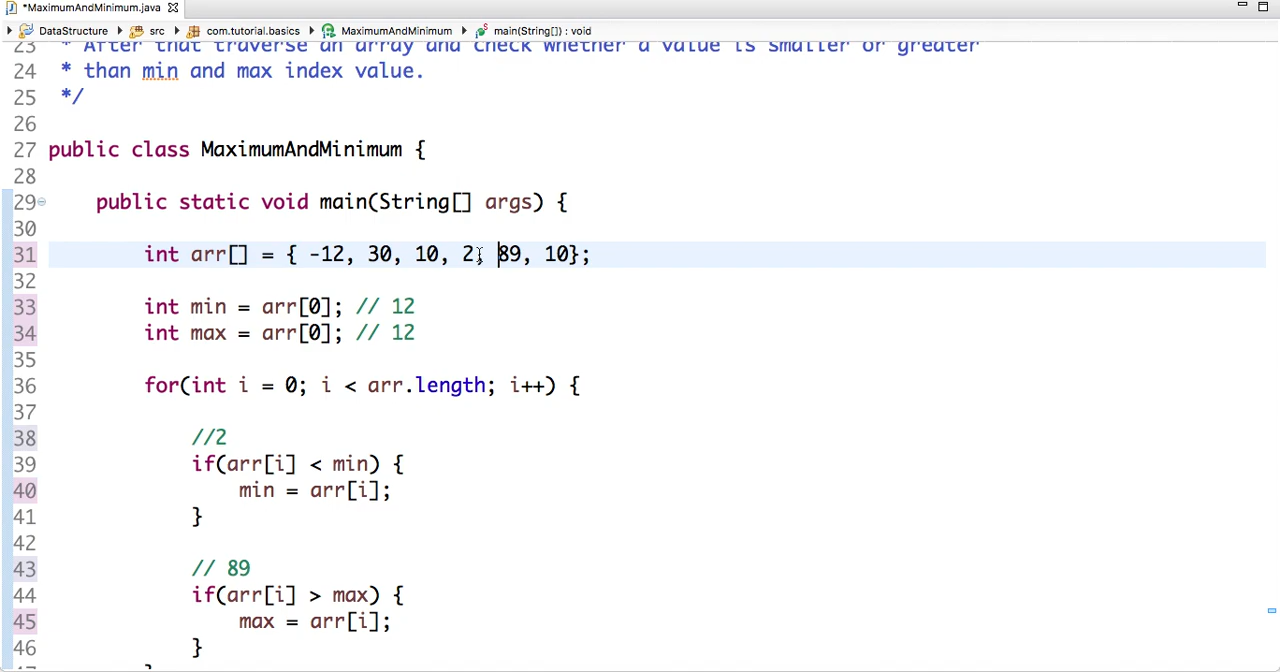 *MaximumAndMinimum.java
DataStructure src com.tutorial.basics MaximumAndMinimum main(String[]) : void
23 * After that traverse an array and check whether a value is smaller or greater
24 * than min and max index value.
25 */
26
27 public class MaximumAndMinimum {
28
29 public static void main(String[] args) {
30
31 int arr[] = { -12, 30, 10, 2, 89, 10};
32
33 int min = arr[0]; // 12
34 int max = arr[0]; // 12
35
36 for(int i = 0; i < arr.length; i++) {
37
38 //2
39 if(arr[i] < min) {
40 min = arr[i];
41 }
42
43 // 89
44 if(arr[i] > max) {
45 max = arr[i];
46 }
47 }